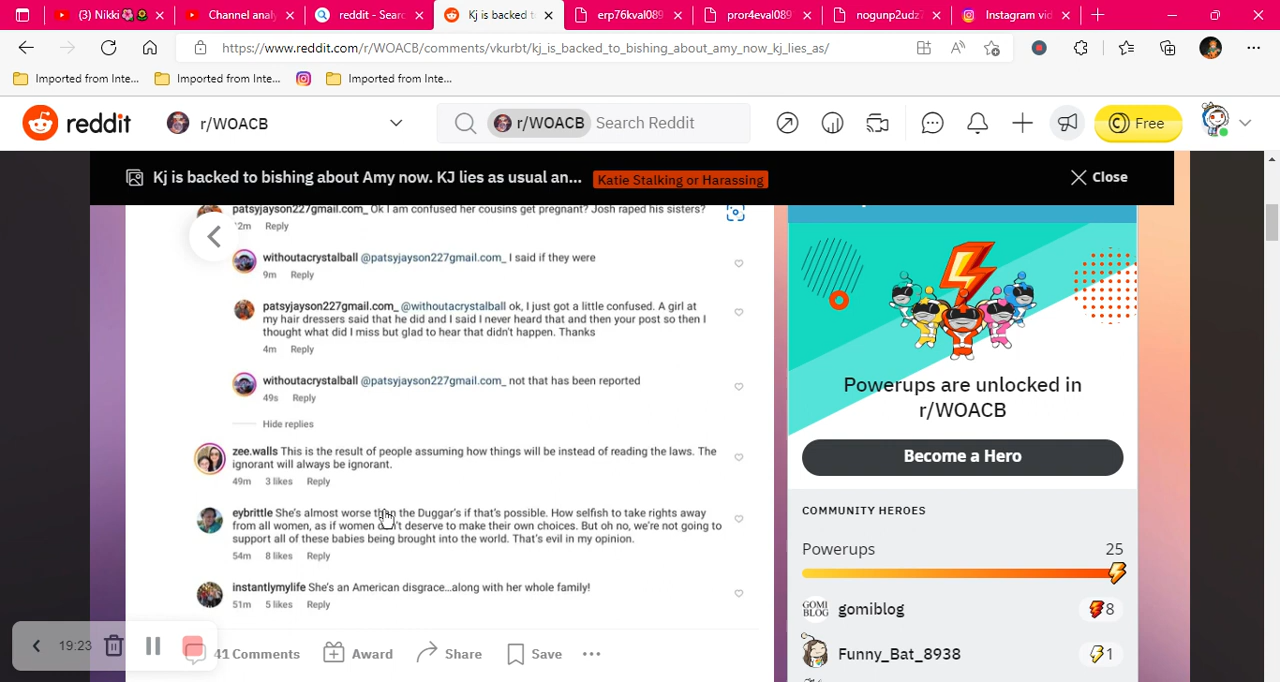 (3) Nikki
Channel anal
reddit - Sear
Kj is backed t
erp76kval089
pror4eval089
nogunp2udz7
Instagram vid
https://www.reddit.com/r/WOACB/comments/vkurbt/kj_is_backed_to_bishing_about_amy_now_kj_lies_as/
Imported from Inte...
Imported from Inte...
Imported from Inte...
reddit
r/WOACB
r/WOACB Search Reddit
Free
Kj is backed to bishing about Amy now. KJ lies as usual an...
Katie Stalking or Harassing
Close
patsyjayson227gmail.com_ Ok I am confused her cousins get pregnant? Josh raped his sisters?
12m Reply
withoutacrystalball @patsyjayson227gmail.com_ I said if they were
9m Reply
patsyjayson227gmail.com_ @withoutacrystalball ok, I just got a little confused. A girl at
my hair dressers said that he did and I said I never heard that and then your post so then I
thought what did I miss but glad to hear that didn't happen. Thanks
4m Reply
withoutacrystalball @patsyjayson227gmail.com_ not that has been reported
49s Reply
Hide replies
zee.walls This is the result of people assuming how things will be instead of reading the laws. The
ignorant will always be ignorant.
49m 3 likes Reply
eybrittle She's almost worse than the Duggar's if that's possible. How selfish to take rights away
from all women, as if women don't deserve to make their own choices. But oh no, we're not going to
support all of these babies being brought into the world. That's evil in my opinion.
54m 8 likes Reply
instantlymylife She's an American disgrace...along with her whole family!
51m 5 likes Reply
41 Comments
Award
Share
Save
19:23
Powerups are unlocked in
r/WOACB
Become a Hero
COMMUNITY HEROES
Powerups 25
GOMI
BLOG
gomiblog 8
Funny_Bat_8938 1